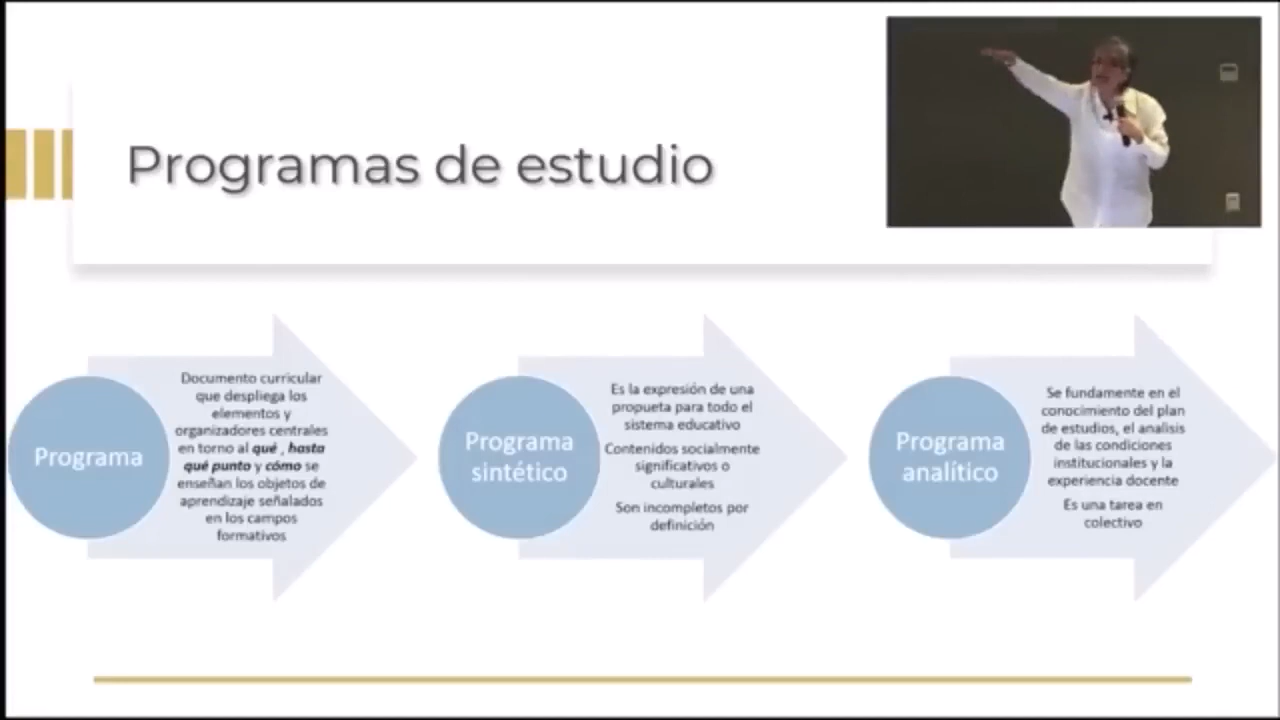 Programas de estudio
Programa
Documento curricular
que despliega los
elementos y
organizadores centrales
en torno al qué , hasta
qué punto y cómo se
enseñan los objetos de
aprendizaje señalados
en los campos
formativos
Programa
sintético
Es la expresión de una
propueta para todo el
sistema educativo
Contenidos socialmente
significativos o
culturales
Son incompletos por
definición
Programa
analítico
Se fundamente en el
conocimiento del plan
de estudios, el analisis
de las condiciones
institucionales y la
experiencia docente
Es una tarea en
colectivo